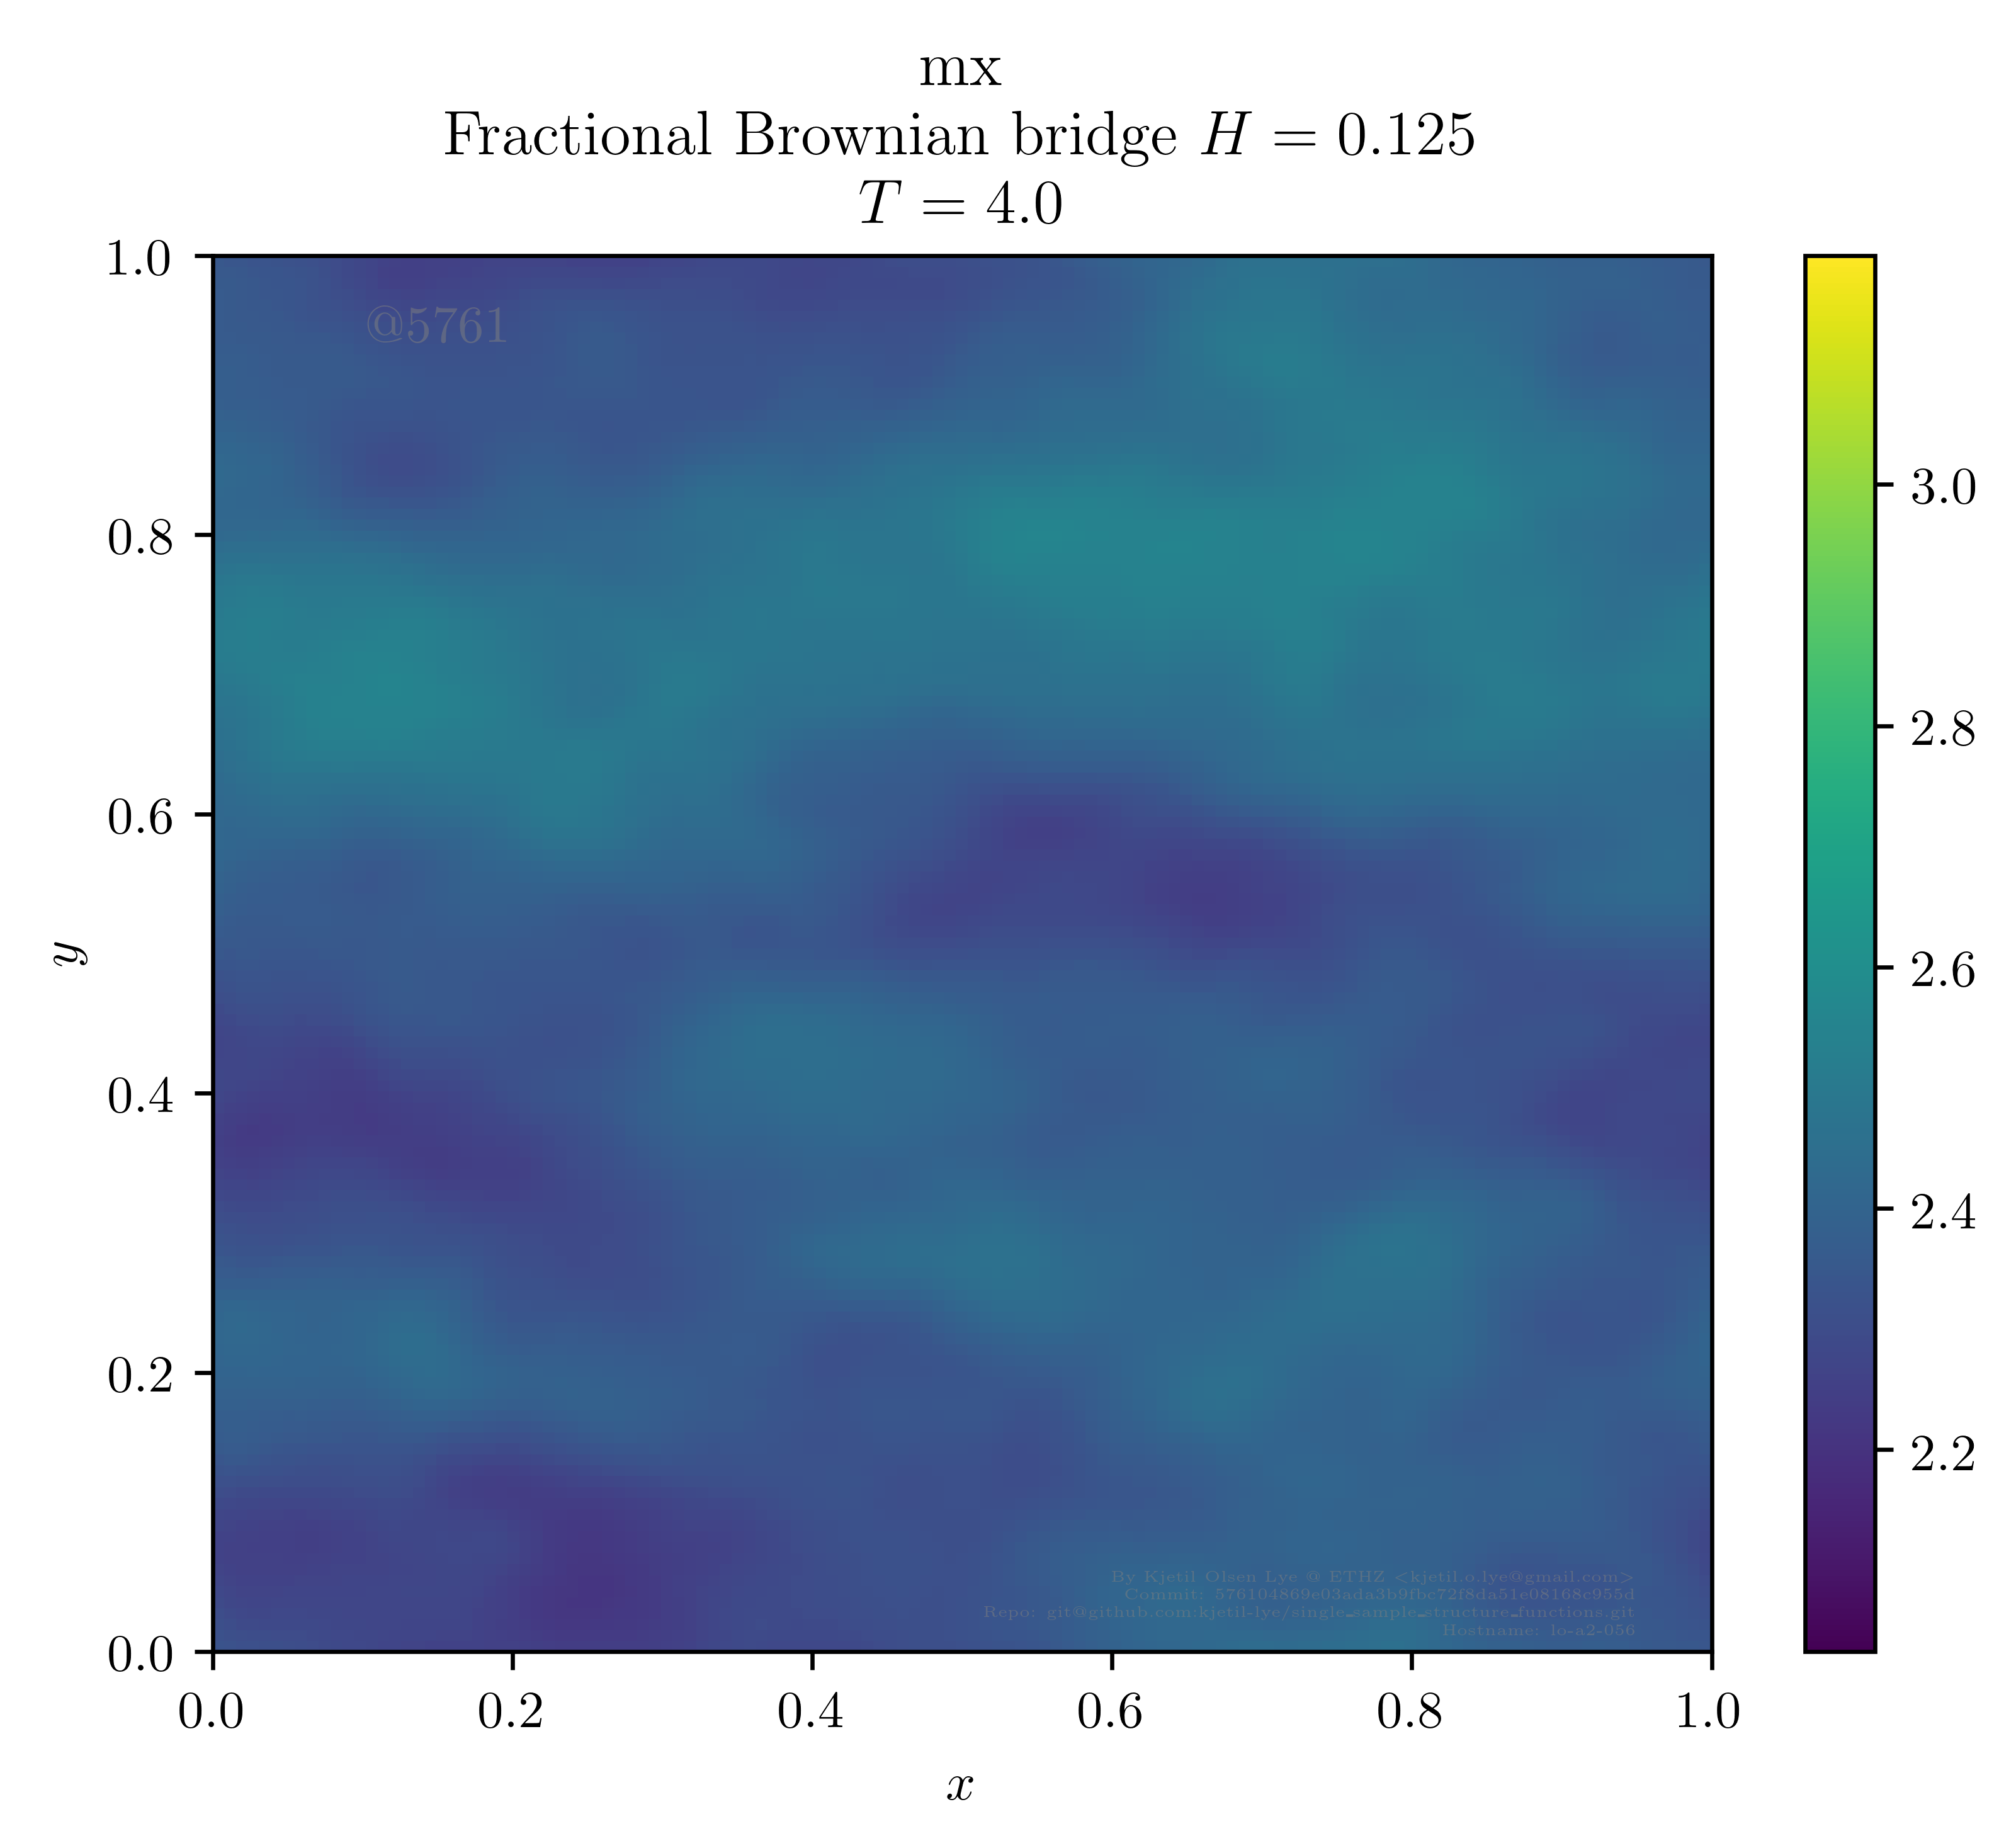 mx
Fractional Brownian bridge H = 0.125
T = 4.0
1.0
@5761
3.0
0.8
2.8
0.6
2.6
y
0.4
2.4
0.2
2.2
By Kjetil Olsen Lye @ ETHZ <kjetil.o.lye@gmail.com>
Commit: 576104869e03ada3b9fbc72f8da51e08168c955d
Repo: git@github.com:kjetil-lye/single_sample_structure_functions.git
Hostname: lo-a2-056
0.0
0.0 0.2 0.4 0.6 0.8 1.0
x